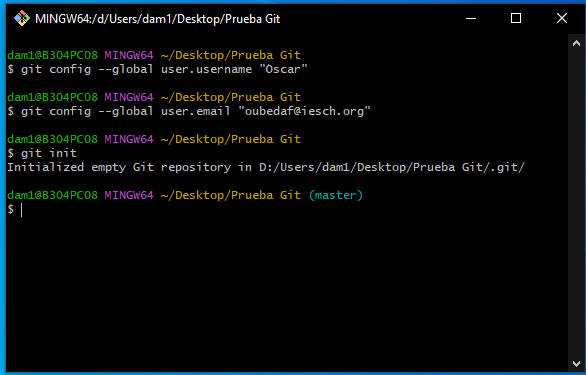 MINGW64:/d/Users/dam1/Desktop/Prueba Git
dam1@B304PC08 MINGW64 ~/Desktop/Prueba Git
$ git config --global user.username "Oscar"
dam1@B304PC08 MINGW64 ~/Desktop/Prueba Git
$ git config --global user.email "oubedaf@iesch.org"
dam1@B304PC08 MINGW64 ~/Desktop/Prueba Git
$ git init
Initialized empty Git repository in D:/Users/dam1/Desktop/Prueba Git/.git/
dam1@B304PC08 MINGW64 ~/Desktop/Prueba Git (master)
$